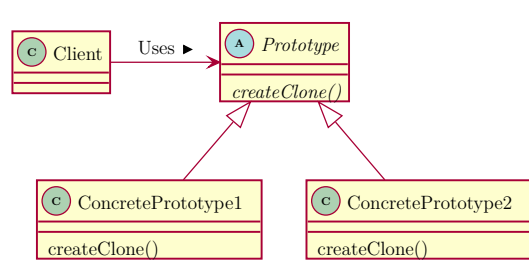 C Client
Uses ▶
A Prototype
createClone()
C ConcretePrototype1
createClone()
C ConcretePrototype2
createClone()